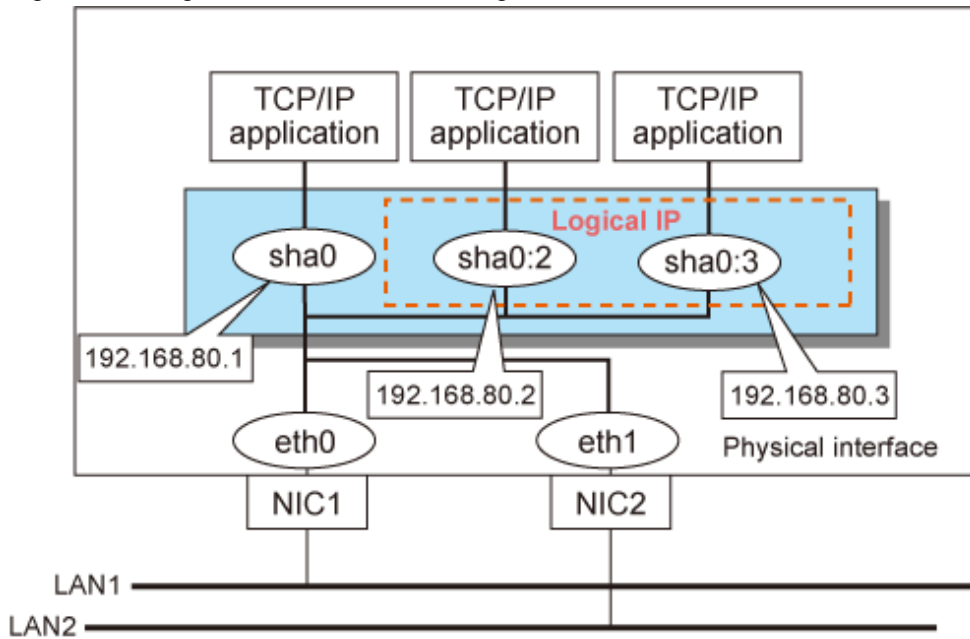 TCP/IP
application
TCP/IP
application
TCP/IP
application
Logical IP
sha0
sha0:2
sha0:3
192.168.80.1
192.168.80.2
192.168.80.3
eth0
eth1
Physical interface
NIC1
NIC2
LAN1
LAN2